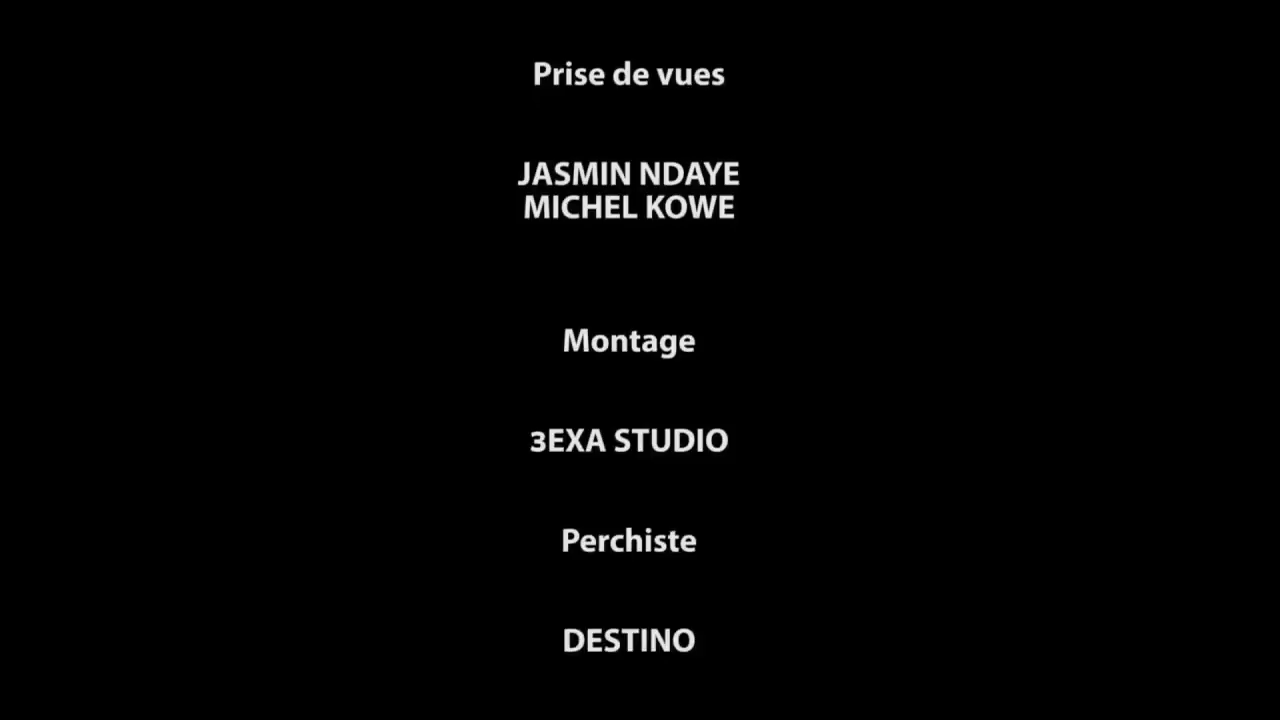 Prise de vues
JASMIN NDAYE
MICHEL KOWE
Montage
3EXA STUDIO
Perchiste
DESTINO